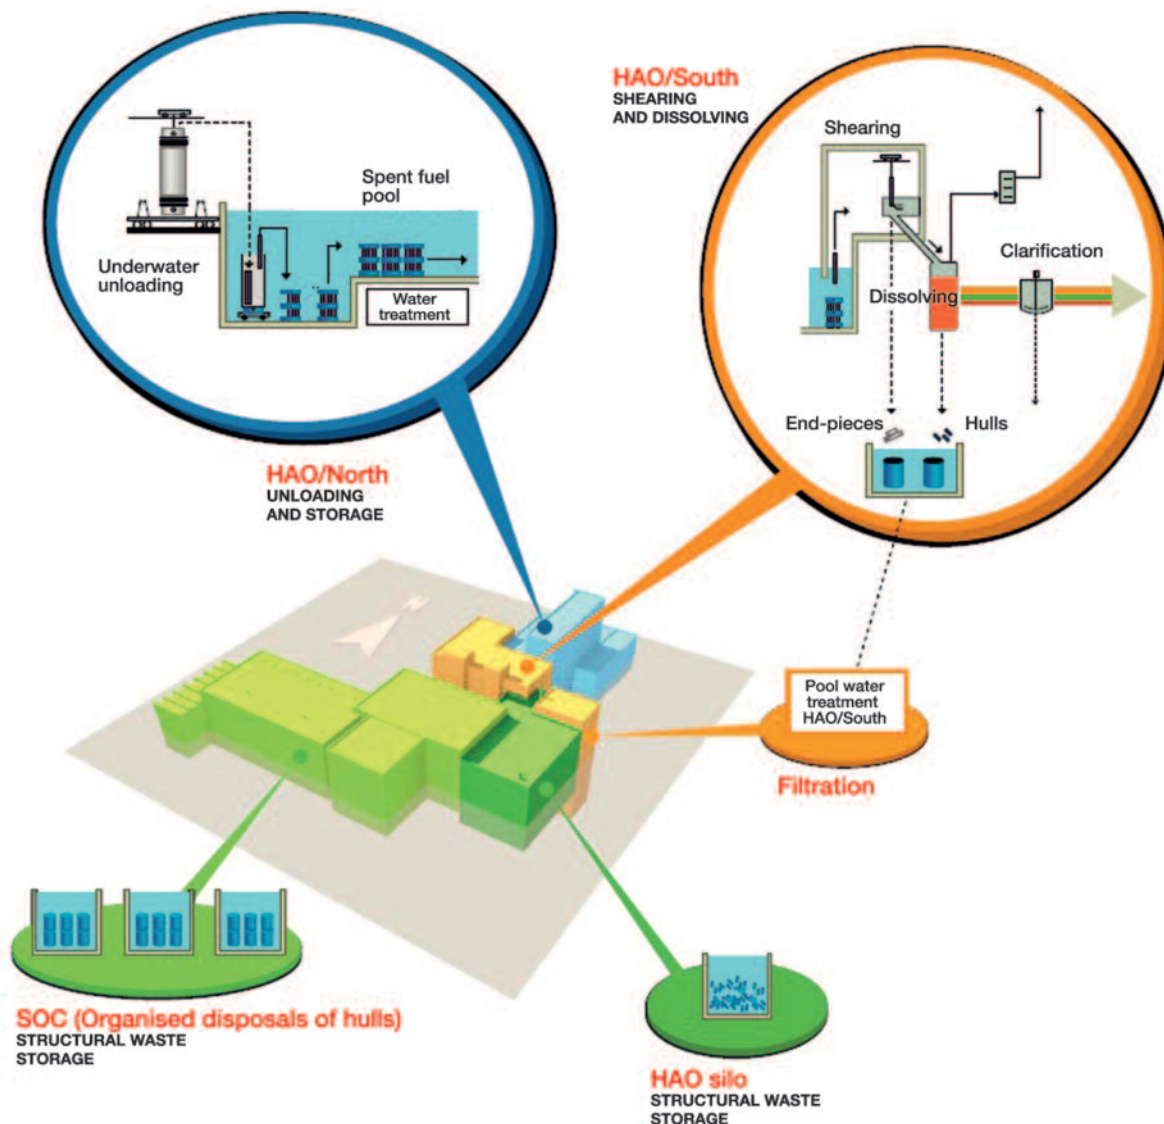 HAO/South
SHEARING
AND DISSOLVING
Shearing
Spent fuel
pool
Underwater
unloading
Water
treatment
Clarification
Dissolving
End-pieces
Hulls
HAO/North
UNLOADING
AND STORAGE
N
Pool water
treatment
HAO/South
Filtration
SOC (Organised disposals of hulls)
STRUCTURAL WASTE
STORAGE
HAO silo
STRUCTURAL WASTE
STORAGE